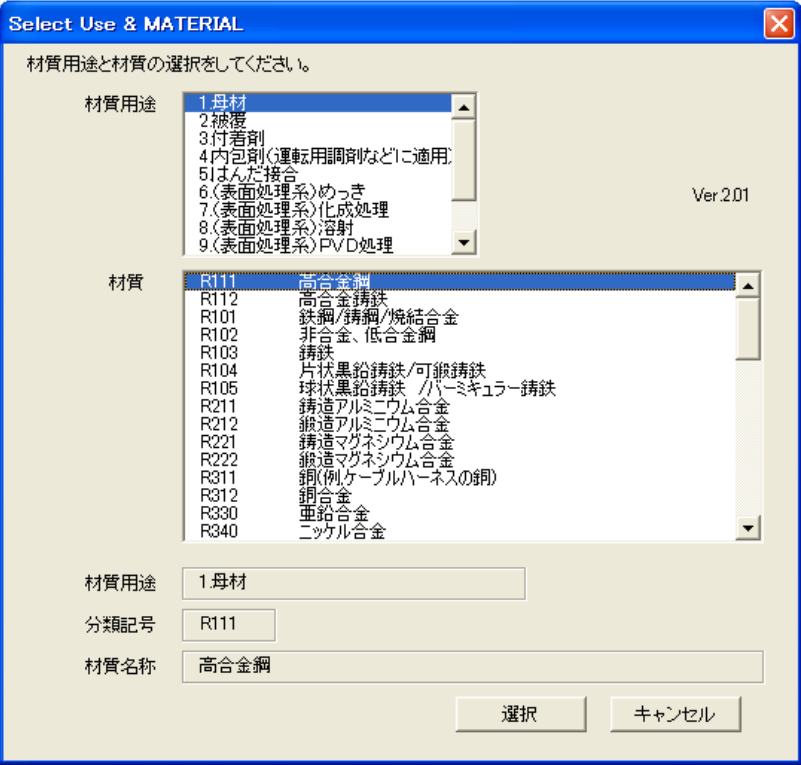 Select Use & MATERIAL
材質用途と材質の選択をしてください。
材質用途
1.母材
2.被覆
3.付着剤
4.内包剤(運転用調剤などに適用)
5.はんだ接合
6.(表面処理系)めっき
7.(表面処理系)化成処理
8.(表面処理系)溶射
9.(表面処理系)PVD処理
Ver.2.01
材質
R111 高合金鋼
R112 高合金鋳鉄
R101 鉄鋼/鋳鋼/焼結合金
R102 非合金、低合金鋼
R103 鋳鉄
R104 片状黒鉛鋳鉄/可鍛鋳鉄
R105 球状黒鉛鋳鉄 /バーミキュラー鋳鉄
R211 鋳造アルミニウム合金
R212 鍛造アルミニウム合金
R221 鋳造マグネシウム合金
R222 鍛造マグネシウム合金
R311 銅(例,ケーブルハーネスの銅)
R312 銅合金
R330 亜鉛合金
R340 ニッケル合金
材質用途 1.母材
分類記号 R111
材質名称 高合金鋼
選択 キャンセル